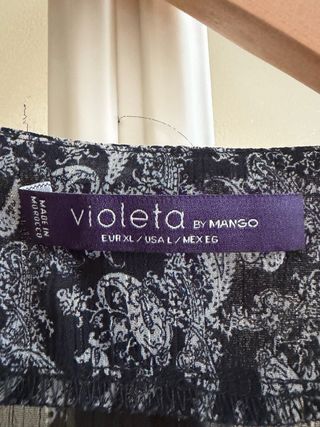 violeta BY MANGO
EUR XL / USA L / MEX EG
MADE IN
MOROCCO